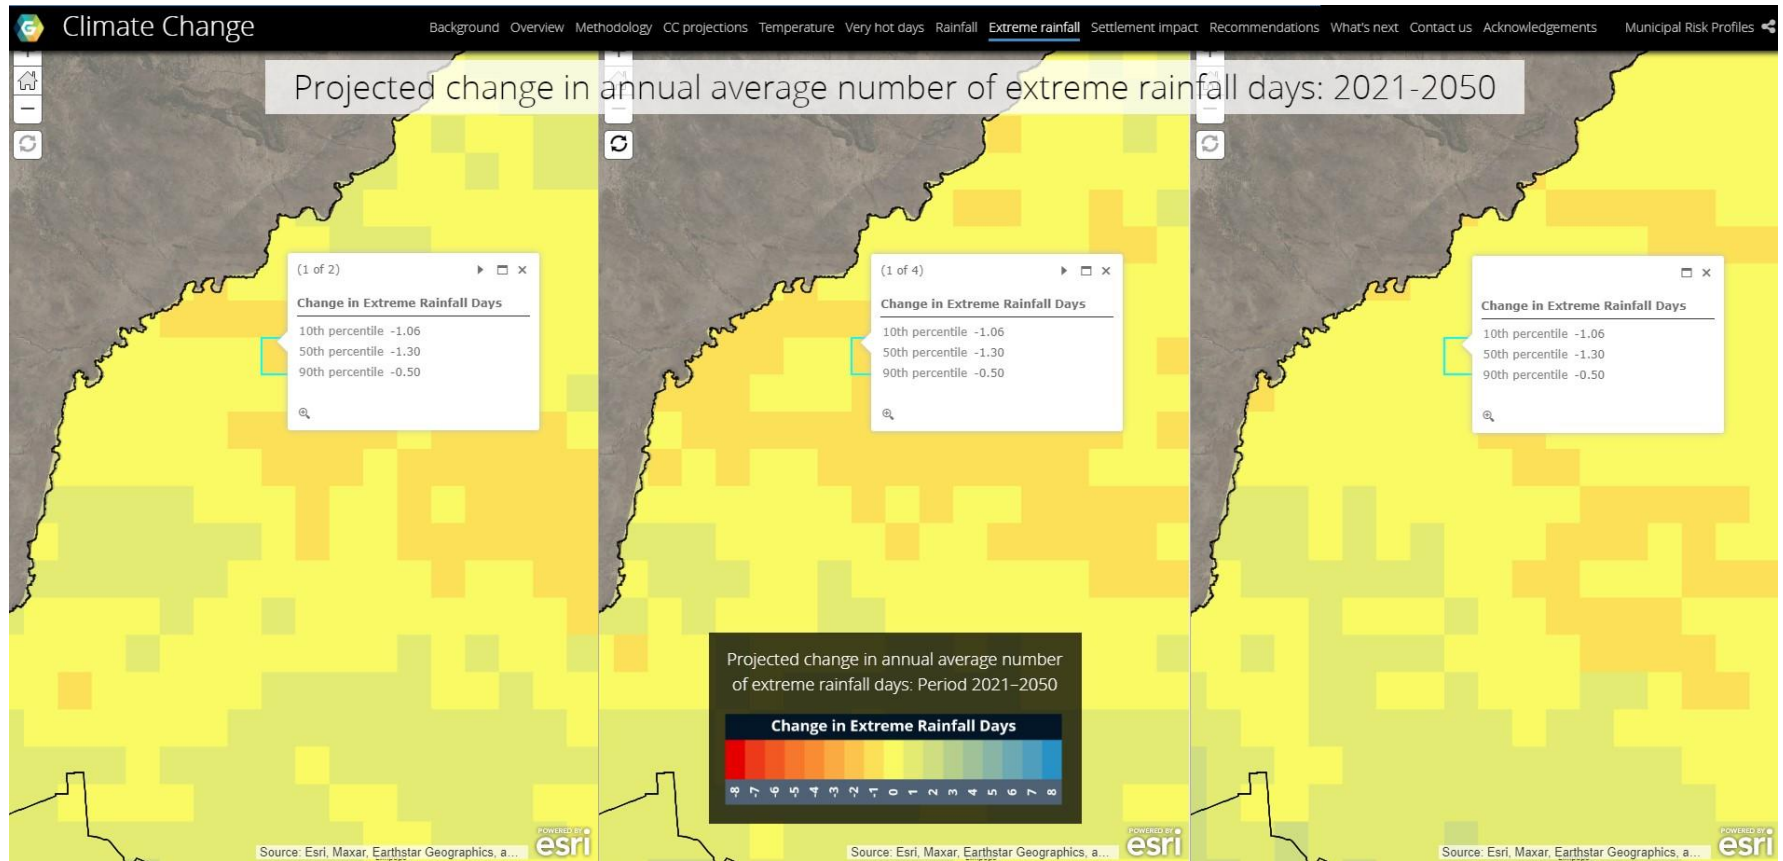 Climate Change
Background Overview Methodology CC projections Temperature Very hot days Rainfall Extreme rainfall Settlement impact Recommendations What's next Contact us Acknowledgements Municipal Risk Profiles
Projected change in annual average number of extreme rainfall days: 2021-2050
(1 of 2)
Change in Extreme Rainfall Days
10th percentile -1.06
50th percentile -1.30
90th percentile -0.50
(1 of 4)
Change in Extreme Rainfall Days
10th percentile -1.06
50th percentile -1.30
90th percentile -0.50
Change in Extreme Rainfall Days
10th percentile -1.06
50th percentile -1.30
90th percentile -0.50
Projected change in annual average number
of extreme rainfall days: Period 2021–2050
Change in Extreme Rainfall Days
-8 -7 -6 -5 -4 -3 -2 -1 0 1 2 3 4 5 6 7 8
Source: Esri, Maxar, Earthstar Geographics, a...
POWERED BY
esri
Source: Esri, Maxar, Earthstar Geographics, a...
POWERED BY
esri
Source: Esri, Maxar, Earthstar Geographics, a...
POWERED BY
esri